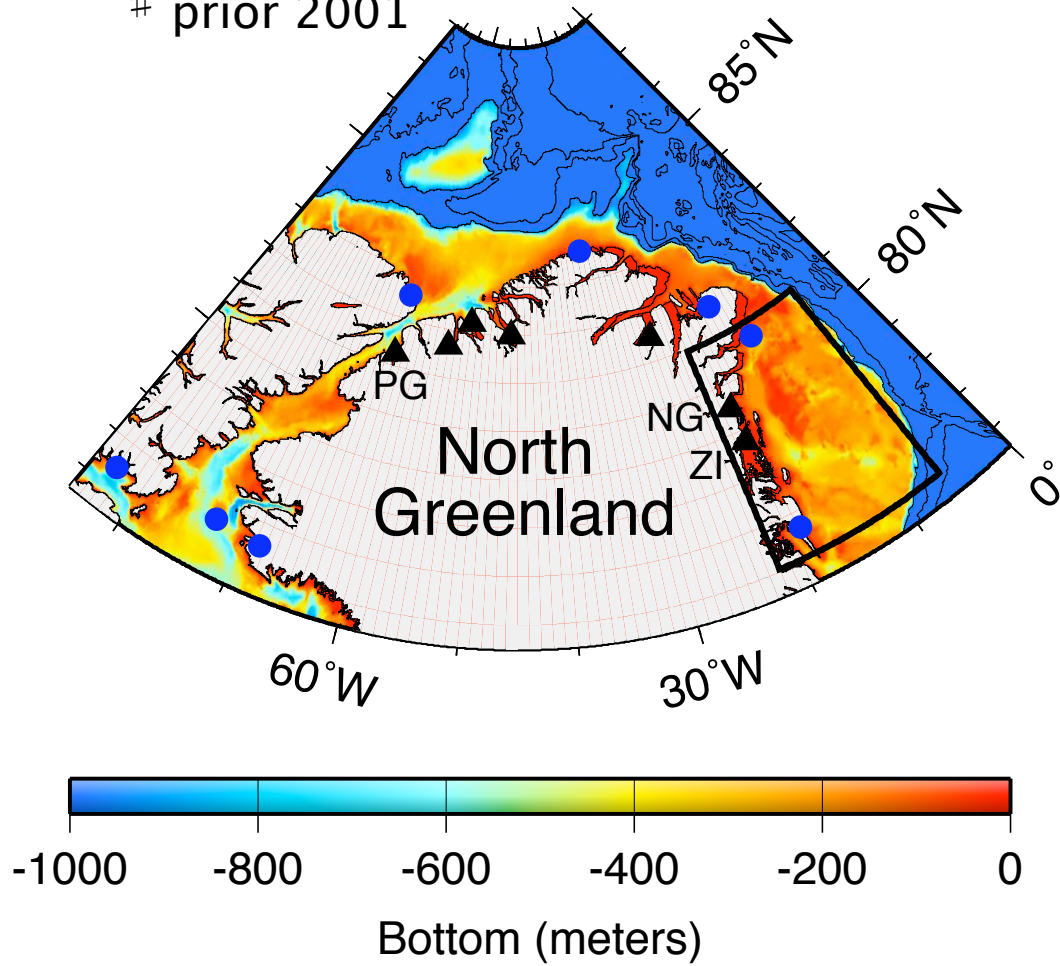 # prior 2001
85°N
80°N
PG
NG
ZI
North
Greenland
0°
60°W
30°W
-1000 -800 -600 -400 -200 0
Bottom (meters)